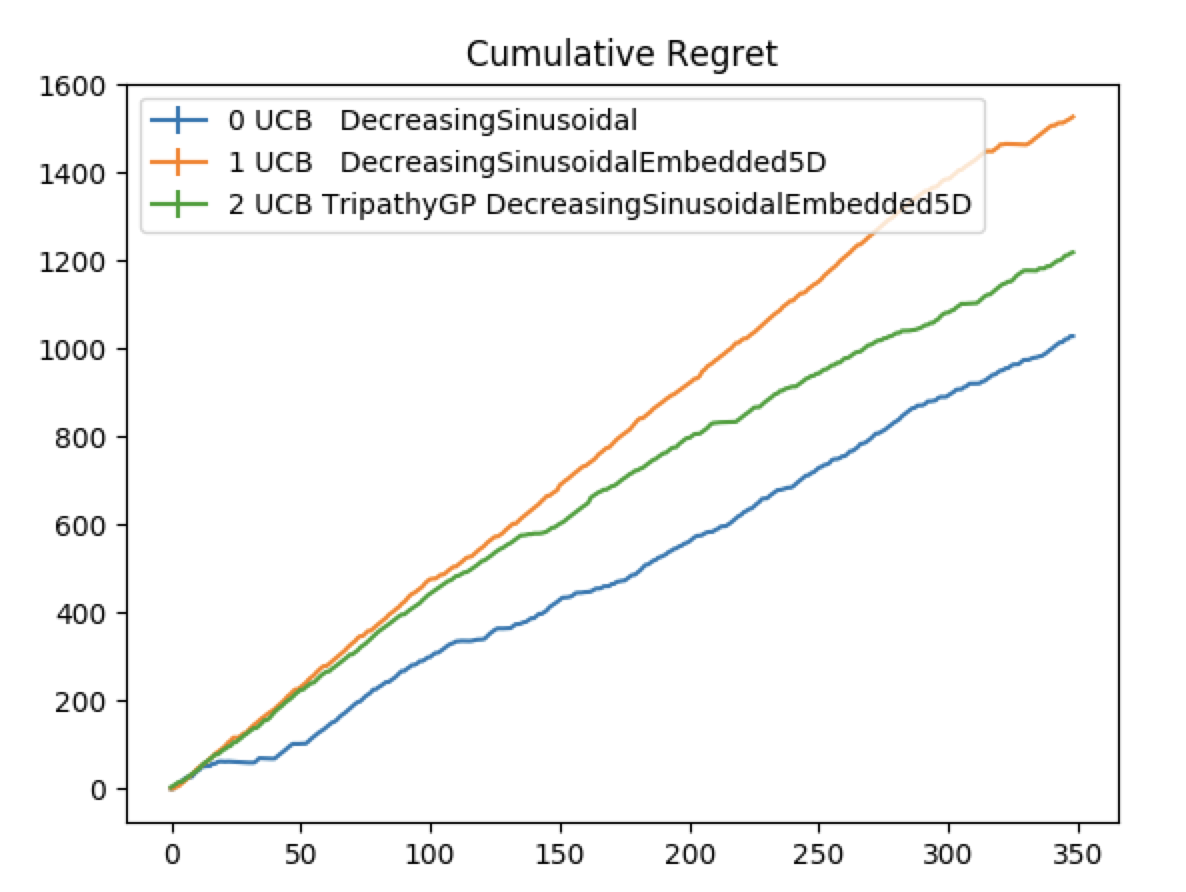 Cumulative Regret
1600
0 UCB   DecreasingSinusoidal
1 UCB   DecreasingSinusoidalEmbedded5D
1400
2 UCB TripathyGP DecreasingSinusoidalEmbedded5D
1200
1000
800
600
400
200
0
0 50 100 150 200 250 300 350